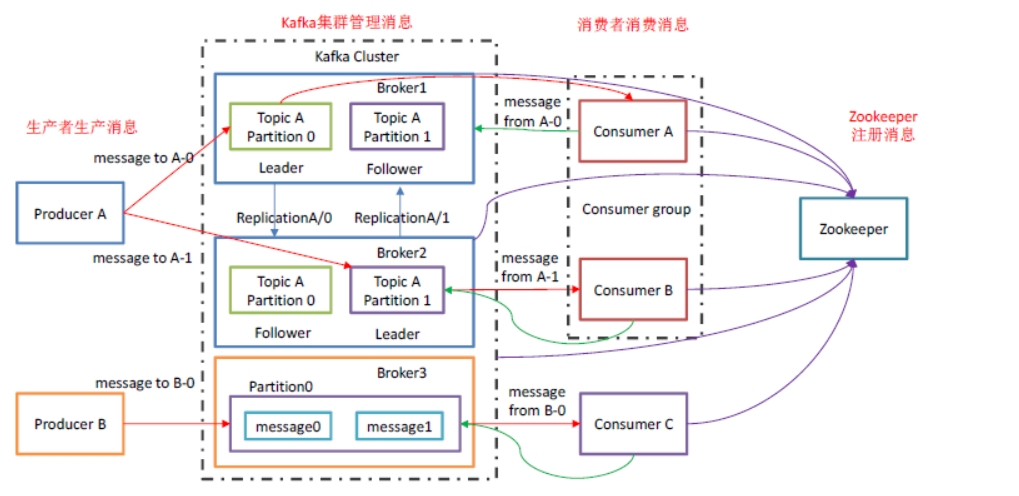 Kafka集群管理消息
消费者消费消息
Kafka Cluster
Broker1
Topic A
Partition 0
Topic A
Partition 1
Leader
Follower
message
from A-0
Consumer A
Zookeeper
注册消息
生产者生产消息
message to A-0
Producer A
ReplicationA/0
ReplicationA/1
Consumer group
Zookeeper
message to A-1
Broker2
Topic A
Partition 0
Topic A
Partition 1
Follower
Leader
message
from A-1
Consumer B
message to B-0
Producer B
Broker3
Partition0
message0
message1
message
from B-0
Consumer C